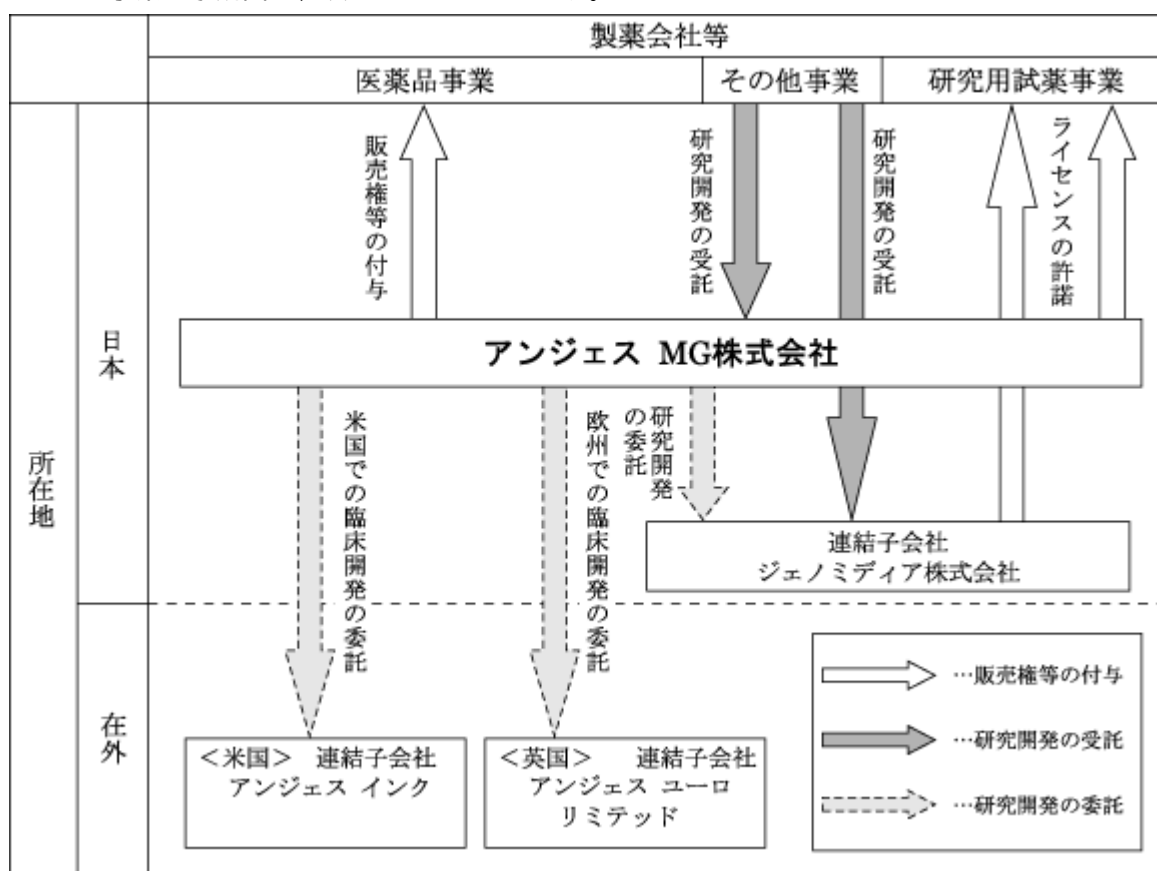 製薬会社等
医薬品事業
その他事業
研究用試薬事業
販売権等の付与
研究開発の受託
研究開発の受託
ライセンスの許諾
所在地
日本
アンジェス MG株式会社
米国での臨床開発の委託
欧州での臨床開発の委託
研究開発
の委託
連結子会社
ジェノミディア株式会社
在外
＜米国＞ 連結子会社
アンジェス インク
＜英国＞ 連結子会社
アンジェス ユーロ
リミテッド
…販売権等の付与
…研究開発の受託
…研究開発の委託